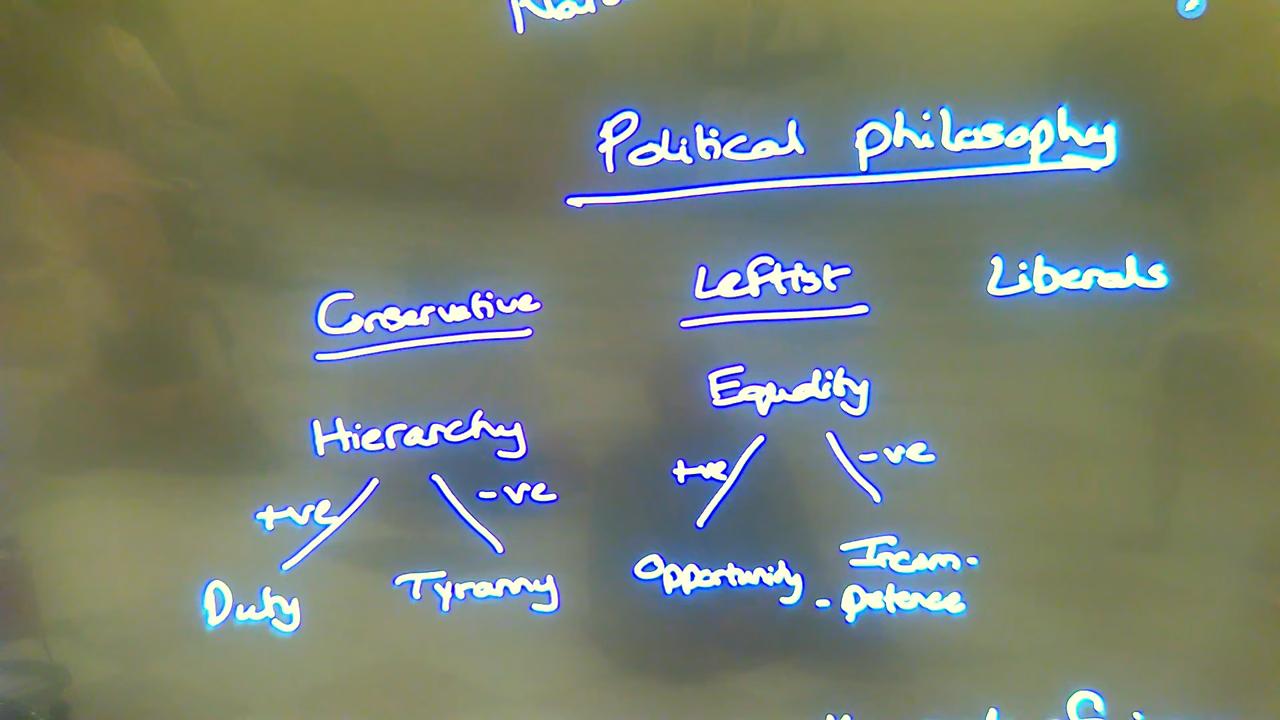 Political philosophy
Conservative
Leftist
Liberals
Hierarchy
+ve
-ve
Duty
Tyranny
Equality
+ve
-ve
Opportunity
Incom-
-petence